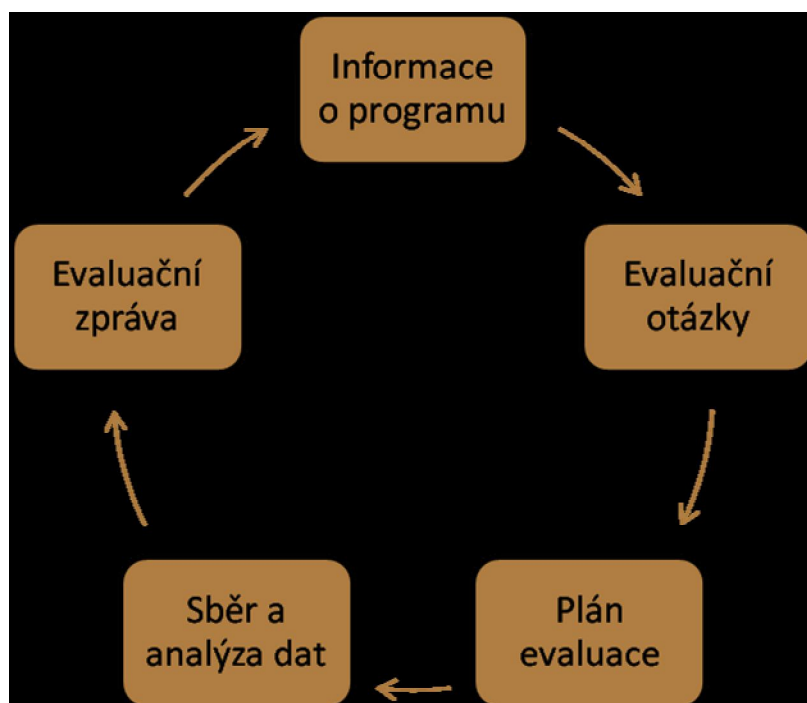 Informace
o programu
Evaluační
otázky
Plán
evaluace
Sběr a
analýza dat
Evaluační
zpráva